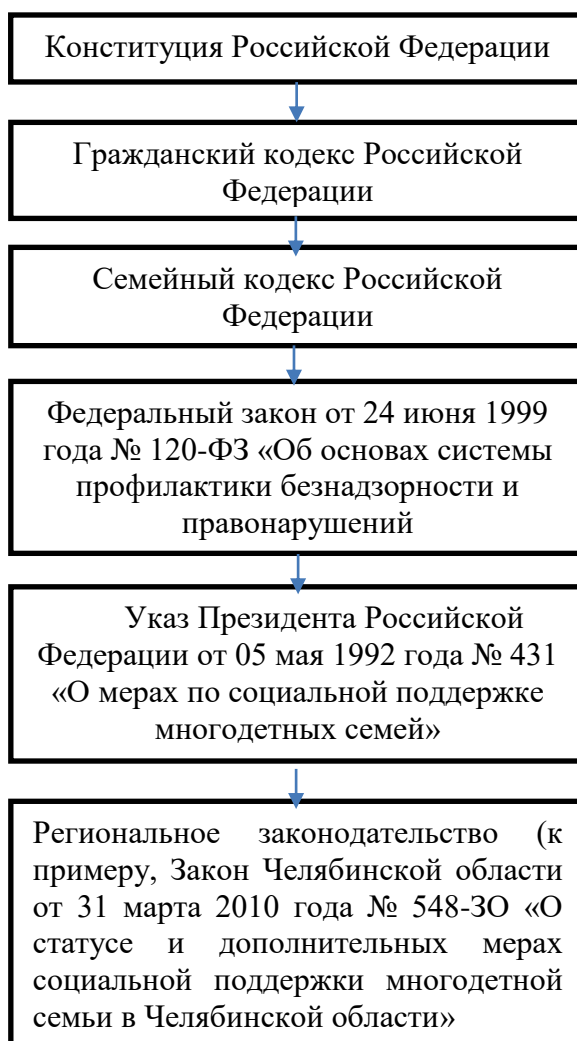 Конституция Российской Федерации
Гражданский кодекс Российской
Федерации
Семейный кодекс Российской
Федерации
Федеральный закон от 24 июня 1999
года № 120-ФЗ «Об основах системы
профилактики безнадзорности и
правонарушений
Указ Президента Российской
Федерации от 05 мая 1992 года № 431
«О мерах по социальной поддержке
многодетных семей»
Региональное законодательство (к
примеру, Закон Челябинской области
от 31 марта 2010 года № 548-ЗО «О
статусе и дополнительных мерах
социальной поддержки многодетной
семьи в Челябинской области»